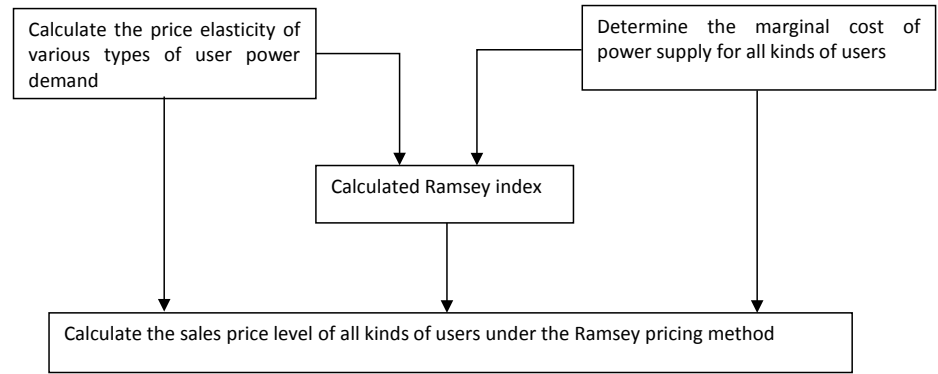 Calculate the price elasticity of
various types of user power
demand
Determine the marginal cost of
power supply for all kinds of users
Calculated Ramsey index
Calculate the sales price level of all kinds of users under the Ramsey pricing method